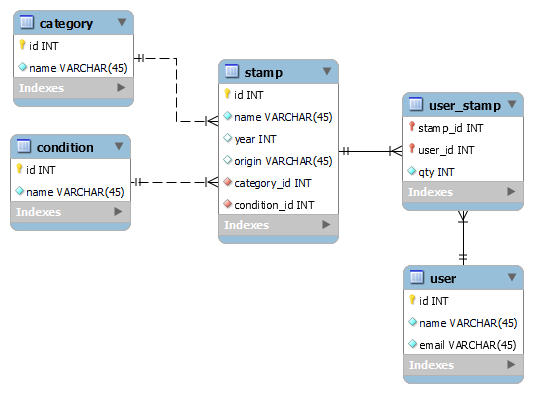 category
id INT
name VARCHAR(45)
Indexes
condition
id INT
name VARCHAR(45)
Indexes
stamp
id INT
name VARCHAR(45)
year INT
origin VARCHAR(45)
category_id INT
condition_id INT
Indexes
user_stamp
stamp_id INT
user_id INT
qty INT
Indexes
user
id INT
name VARCHAR(45)
email VARCHAR(45)
Indexes